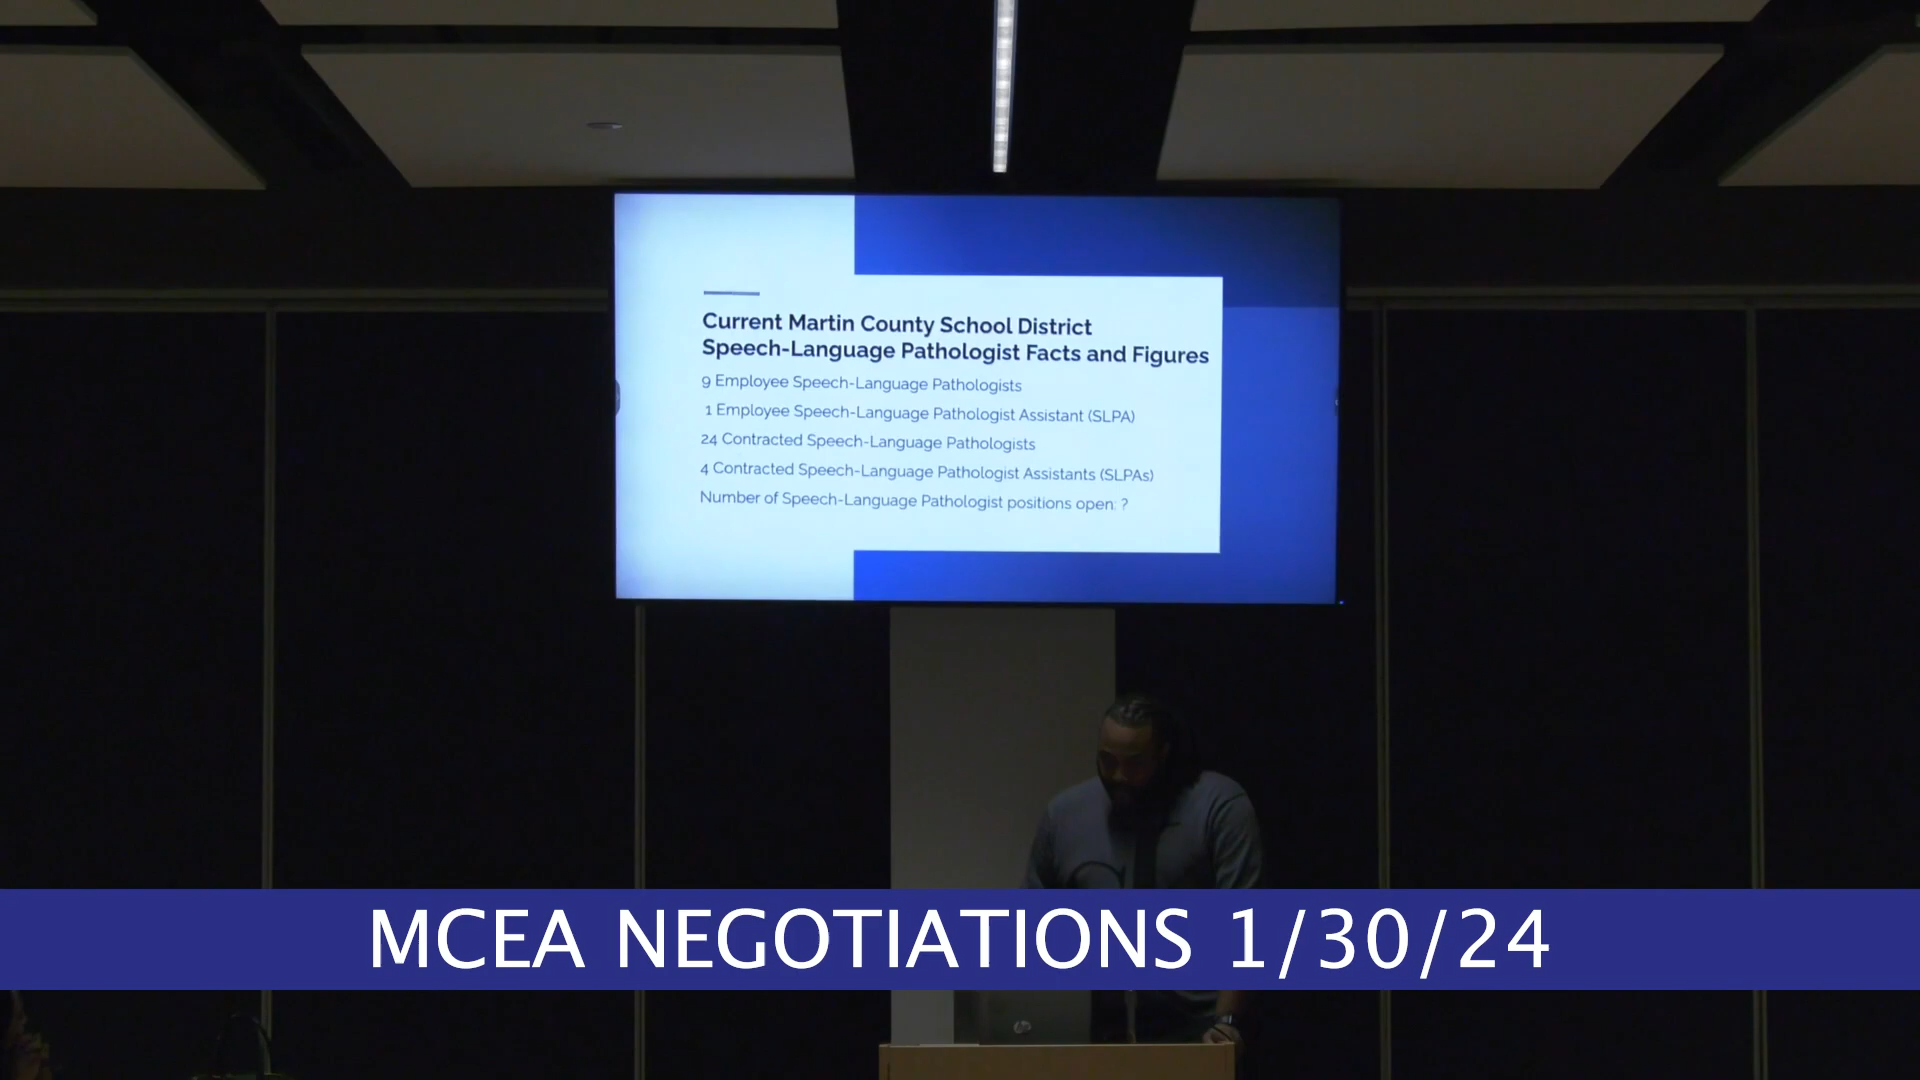 Current Martin County School District
Speech-Language Pathologist Facts and Figures
9 Employee Speech-Language Pathologists
1 Employee Speech-Language Pathologist Assistant (SLPA)
24 Contracted Speech-Language Pathologists
4 Contracted Speech-Language Pathologist Assistants (SLPAs)
Number of Speech-Language Pathologist positions open: ?
MCEA NEGOTIATIONS 1/30/24
hp